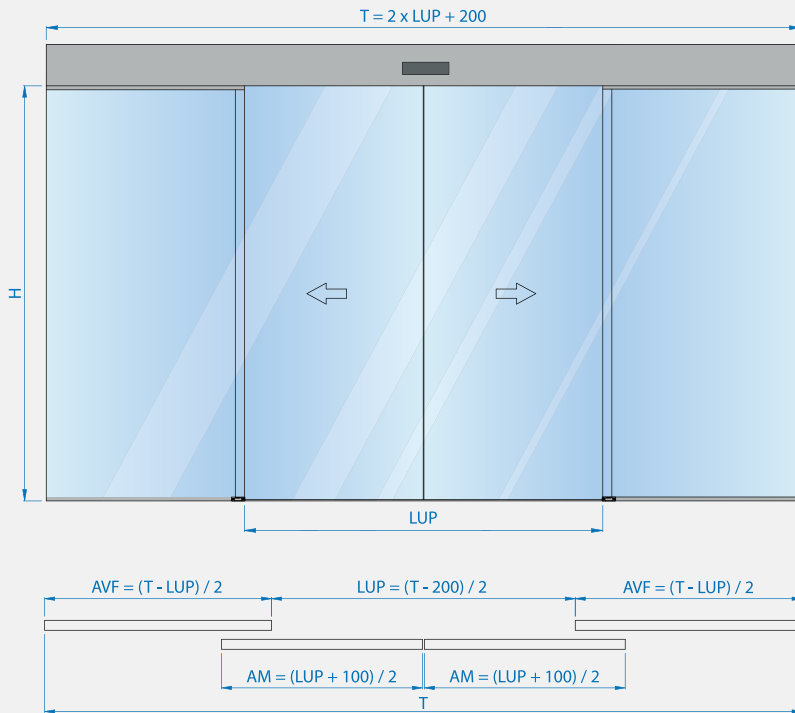 T = 2 x LUP + 200
H
LUP
AVF = (T - LUP) / 2
LUP = (T - 200) / 2
AVF = (T - LUP) / 2
AM = (LUP + 100) / 2
AM = (LUP + 100) / 2
T